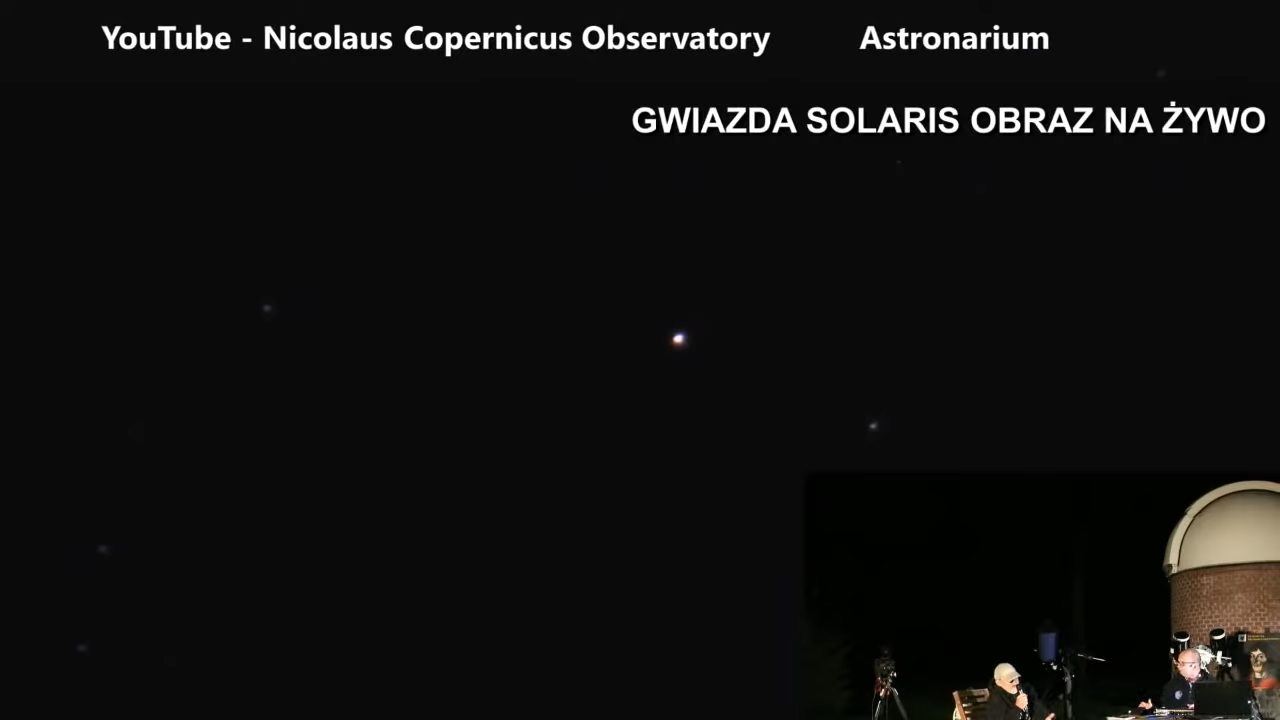 YouTube - Nicolaus Copernicus Observatory Astronarium
GWIAZDA SOLARIS OBRAZ NA ŻYWO